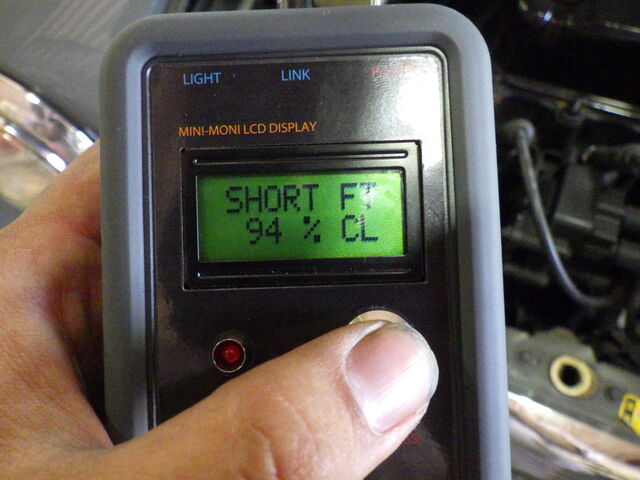 LIGHT LINK
MINI-MONI LCD DISPLAY
SHORT FT
94 % CL